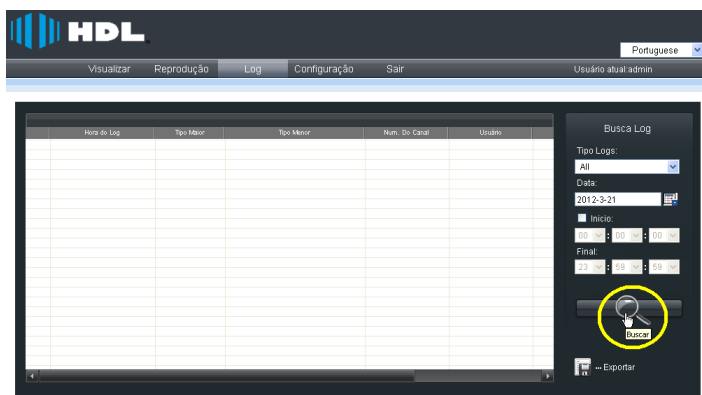 HDL
Portuguese
Visualizar Reprodução Log Configuração Sair Usuário atual:admin
Busca Log
Hora do Log Tipo Maior Tipo Menor Num. Do Canal Usuário
Tipo Logs:
All
Data:
2012-3-21
Inicio:
00 : 00 : 00
Final:
23 : 59 : 59
Buscar
... Exportar